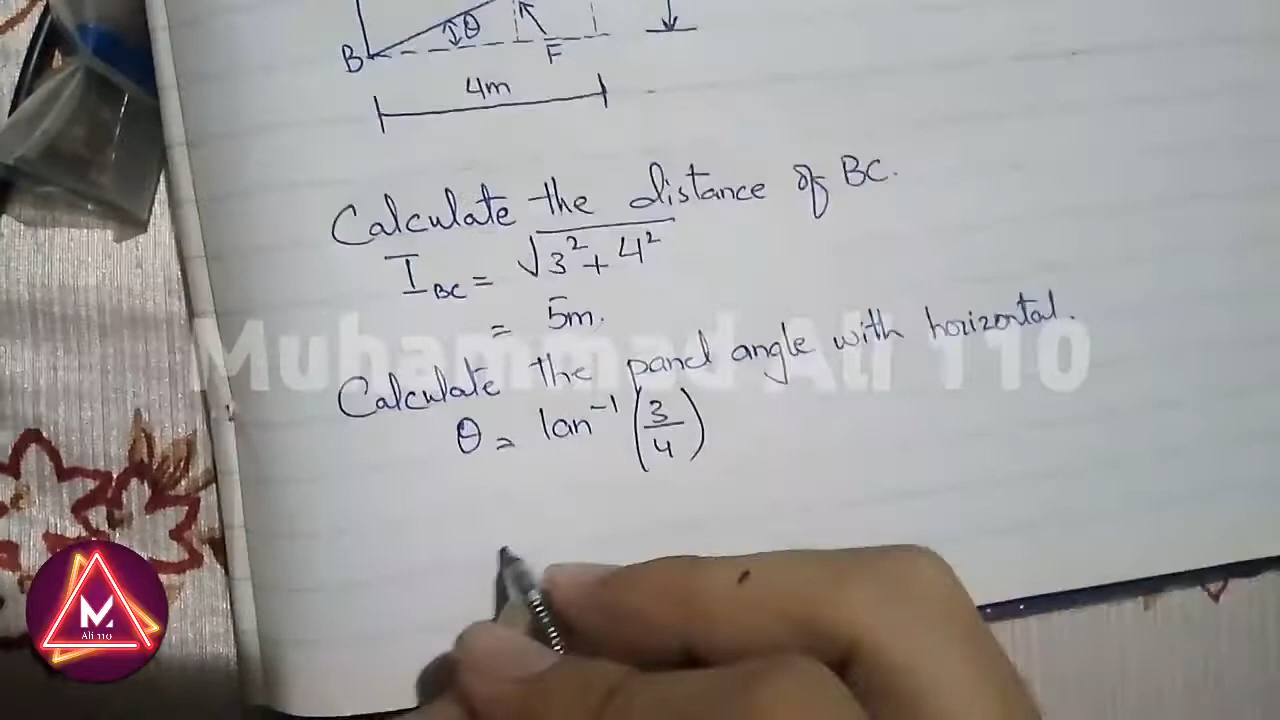 θ
B
F
4m
Calculate the distance of BC.
I BC = √3²+4²
= 5m.
Muhammad Ali 110
Calculate the panel angle with horizontal.
θ = tan⁻¹ (3/4)
M
Ali 110